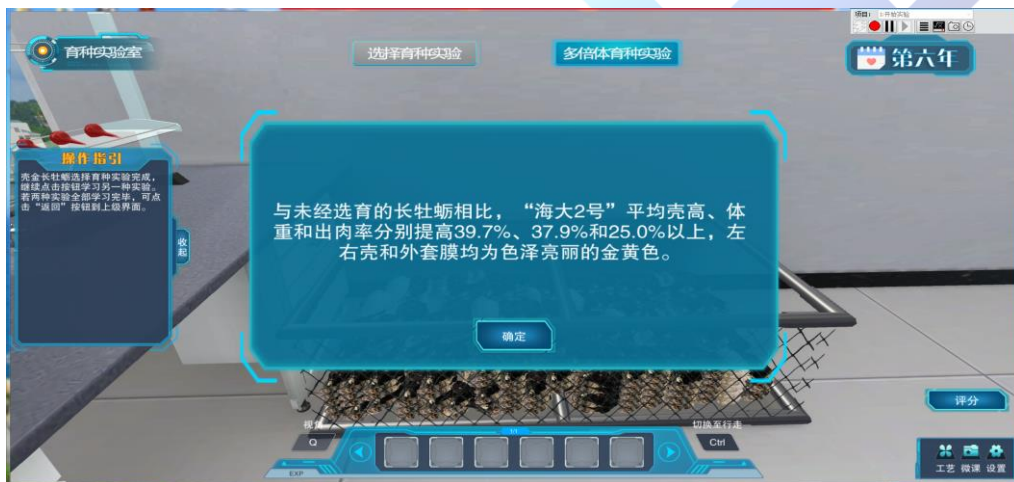 项目：
育种实验室
选择育种实验
多倍体育种实验
第六年
操作指引
壳金长牡蛎选择育种实验完成，
继续点击按钮学习另一种实验。
若两种实验全部学习完毕，可点
击“返回”按钮到上级界面。
收起
与未经选育的长牡蛎相比，“海大2号”平均壳高、体
重和出肉率分别提高39.7%、37.9%和25.0%以上，左
右壳和外套膜均为色泽亮丽的金黄色。
确定
评分
视角
Q
1/1
切换至行走
Ctrl
EXP
工艺 微课 设置